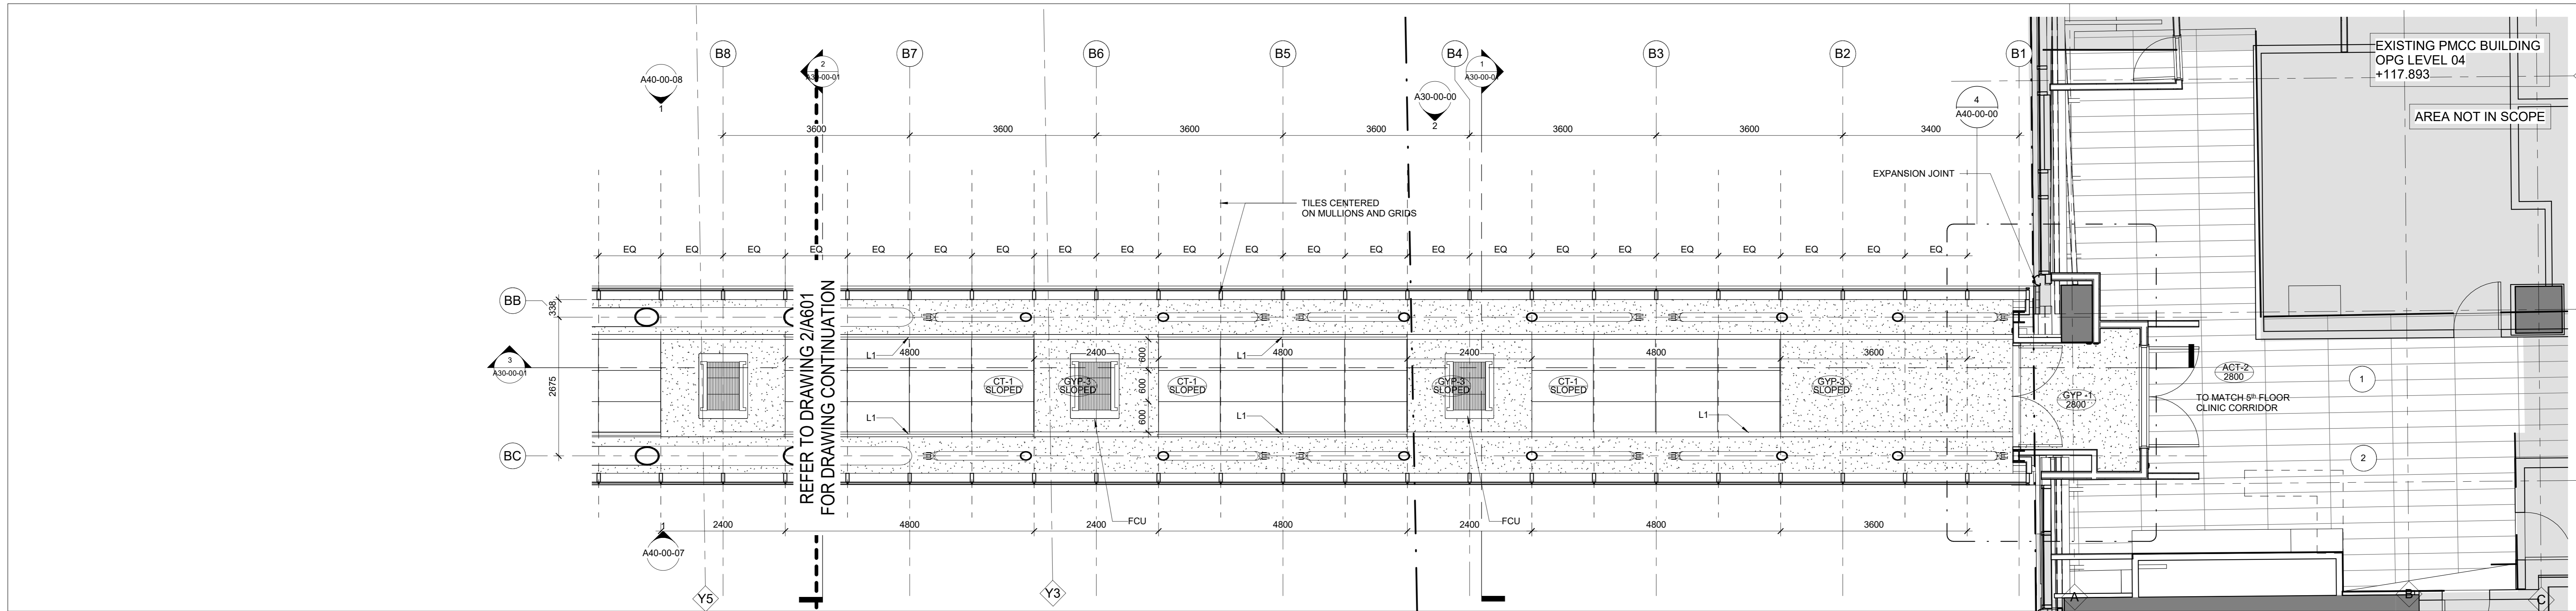 B8
B7
B6
B5
B4
B3
B2
B1
A40-00-08
1
2
A30-00-01
A30-00-00
2
1
4
A40-00-00
EXISTING PMCC BUILDING
OPG LEVEL 04
+117.893
AREA NOT IN SCOPE
3600
3600
3600
3600
3600
3600
3400
EXPANSION JOINT
TILES CENTERED
ON MULLIONS AND GRIDS
EQ EQ EQ EQ EQ EQ EQ EQ EQ EQ EQ EQ EQ EQ EQ EQ EQ EQ EQ EQ EQ EQ
REFER TO DRAWING 2/A601
FOR DRAWING CONTINUATION
BB
338
3
A30-00-01
2675
BC
L1
4800
2400
600
L1
4800
2400
4800
3600
CT-1
SLOPED
GYP-3
SLOPED
600
CT-1
SLOPED
GYP-3
SLOPED
CT-1
SLOPED
GYP-3
SLOPED
GYP -1
2800
ACT-2
2800
1
TO MATCH 5th FLOOR
CLINIC CORRIDOR
L1
600
L1
L1
2
FCU
FCU
1
2400
4800
2400
4800
2400
4800
3600
A40-00-07
Y5
Y3
A
B
C